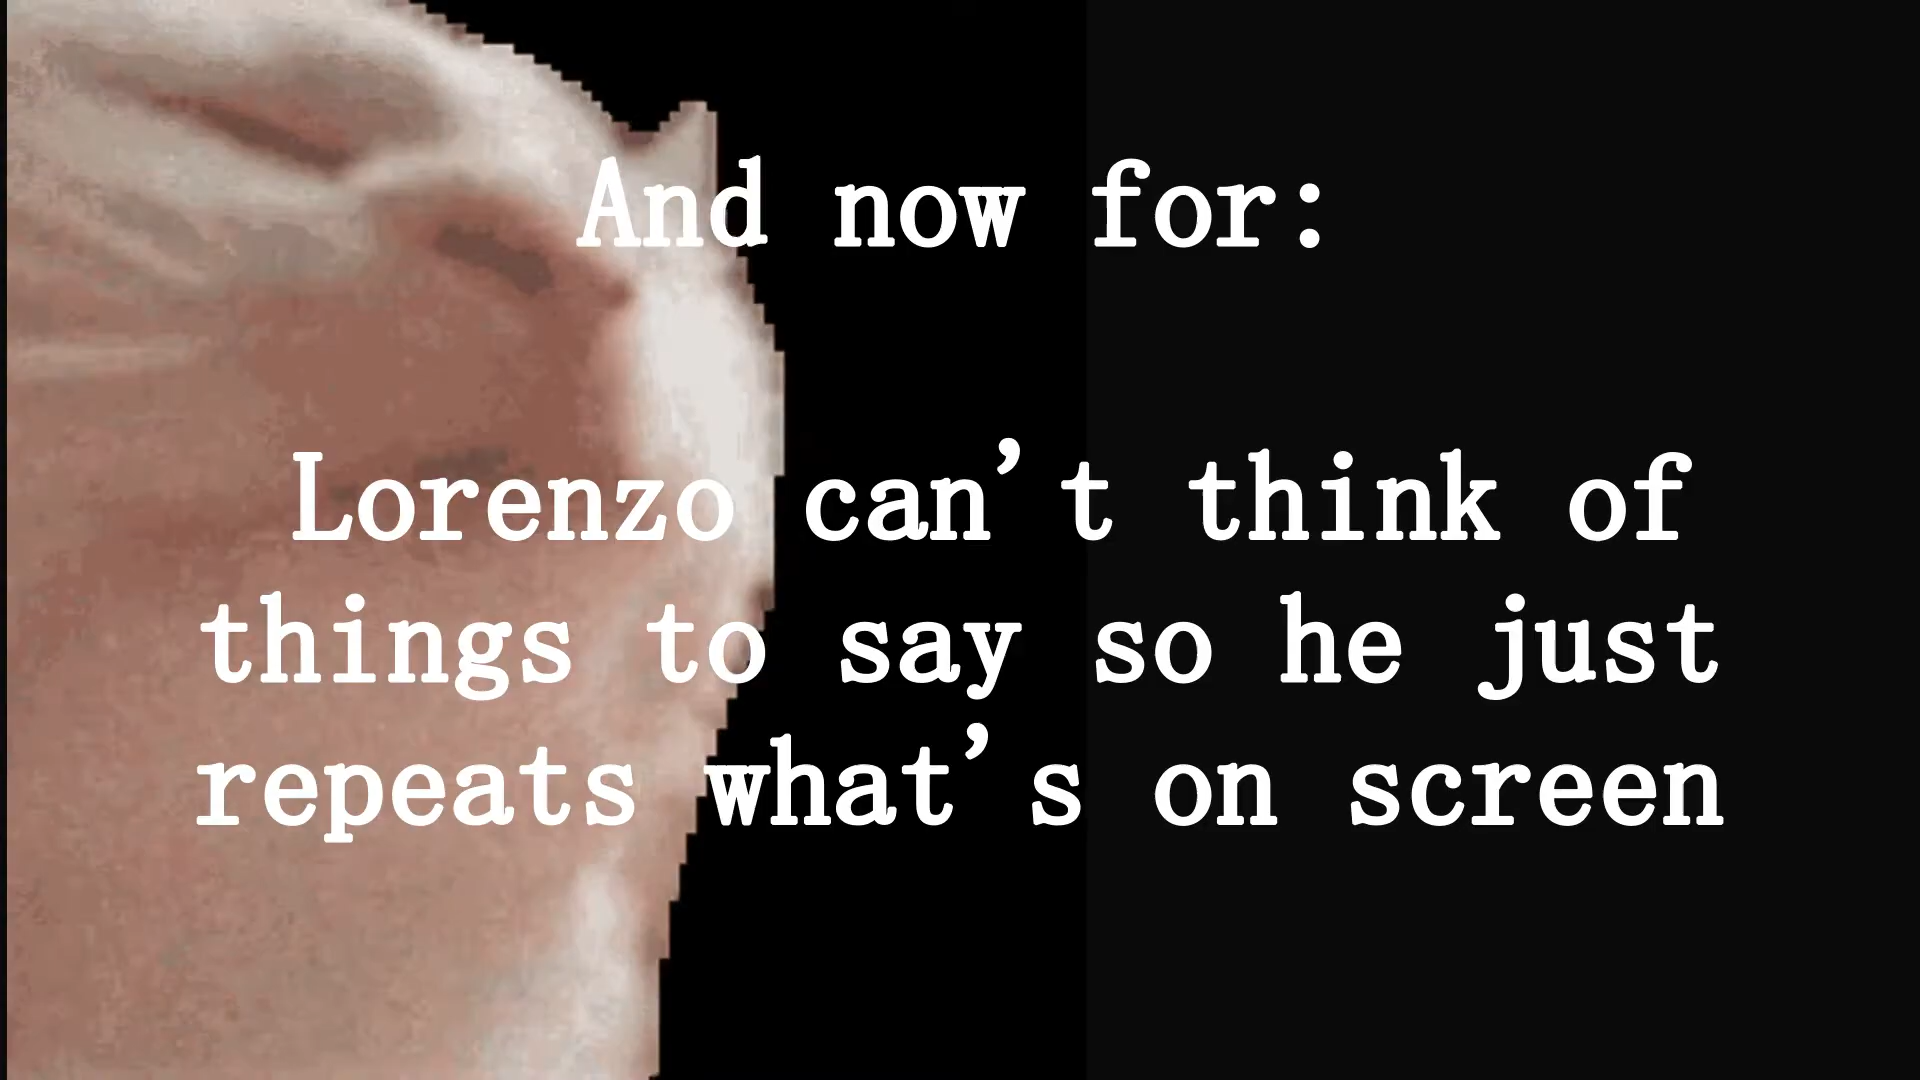 And now for:
Lorenzo can't think of
things to say so he just
repeats what's on screen